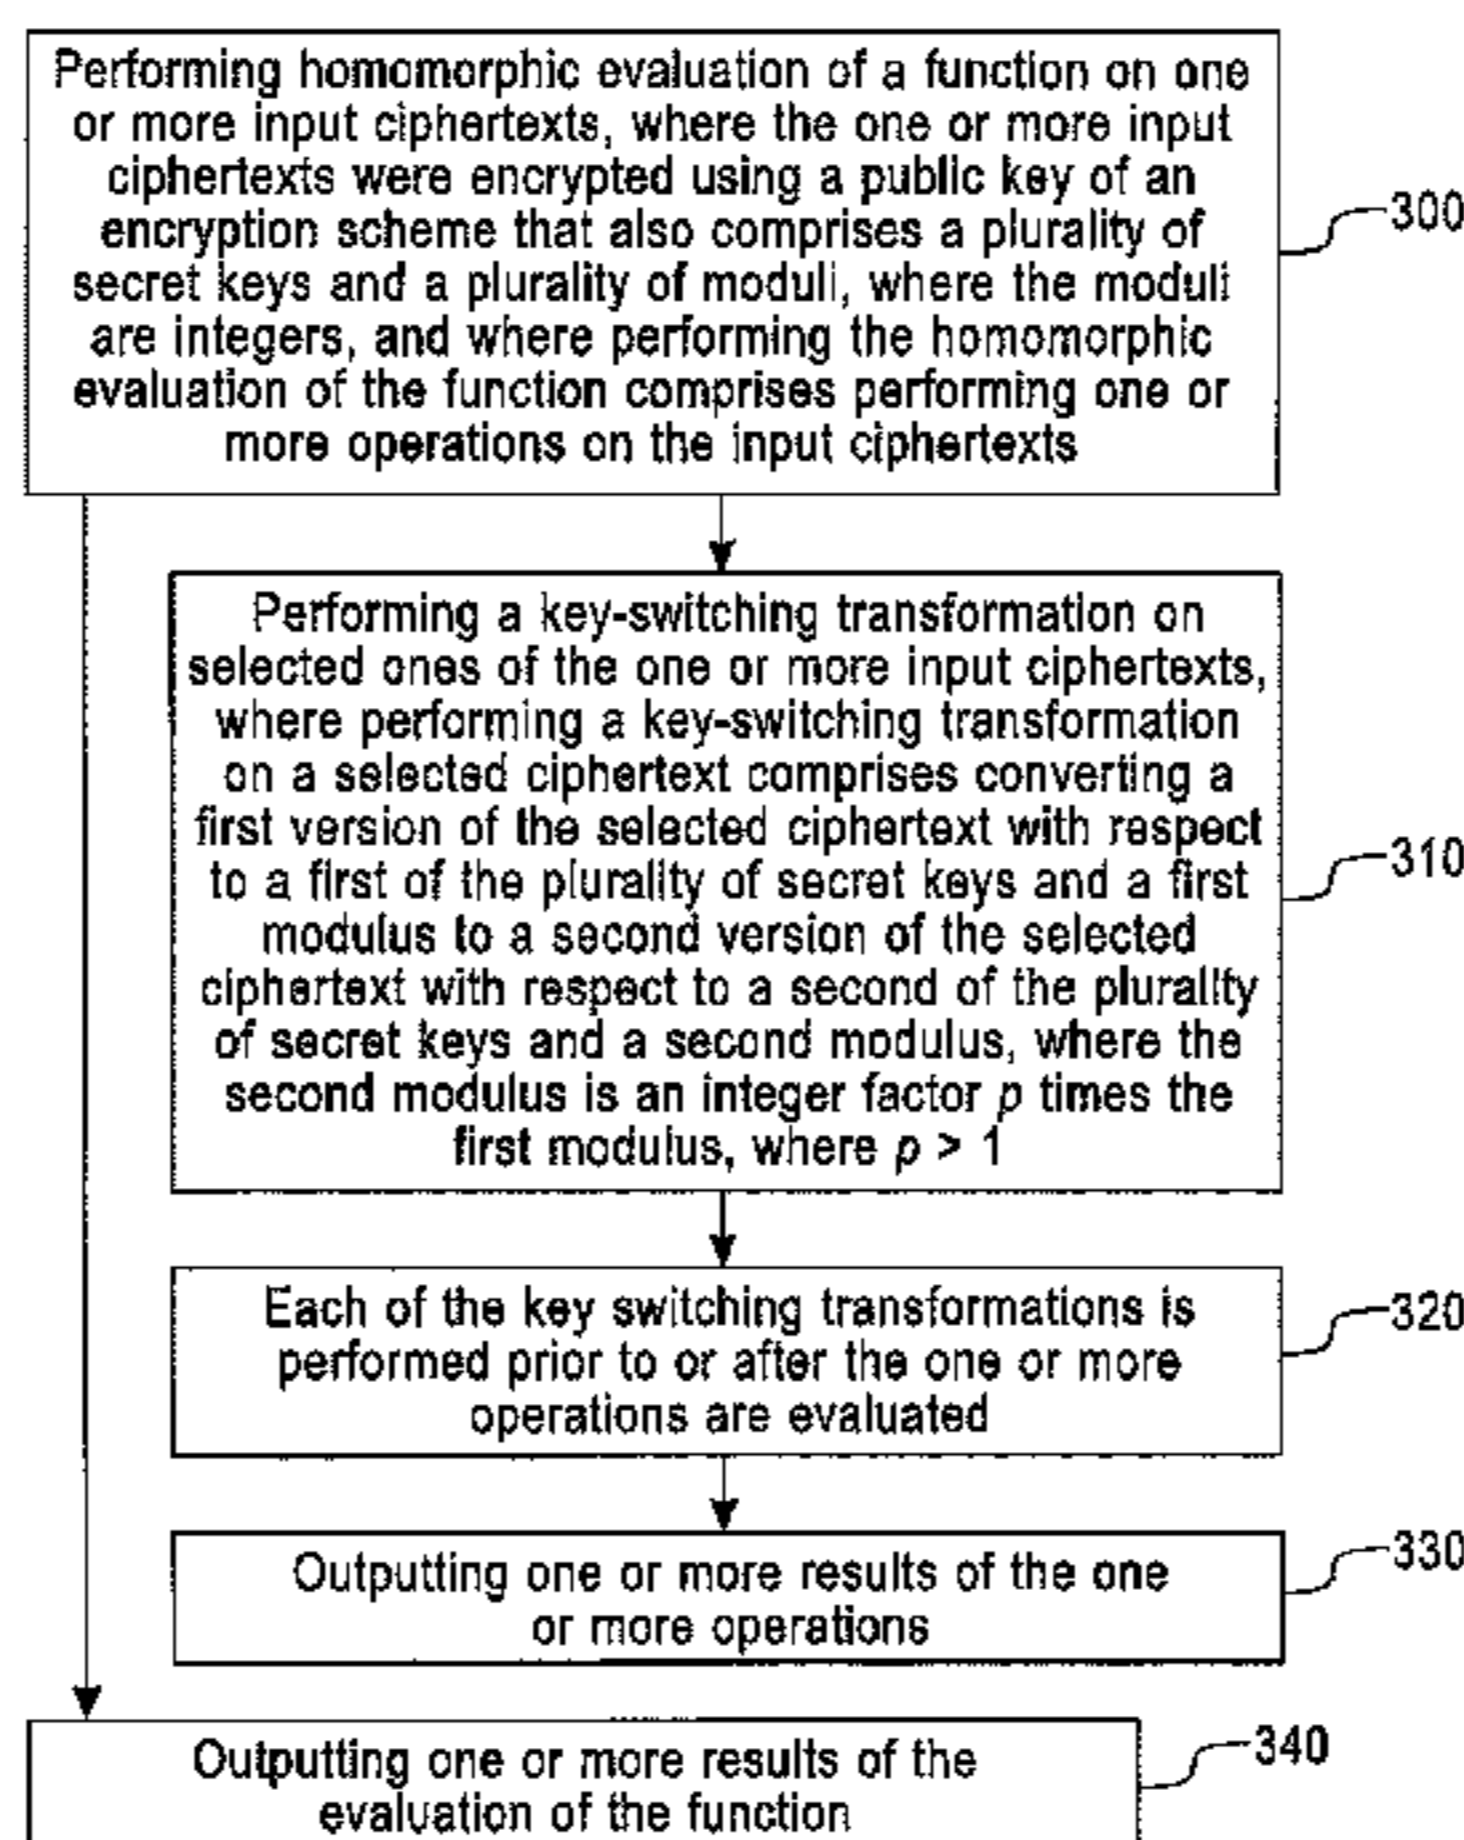 Performing homomorphic evaluation of a function on one
or more input ciphertexts, where the one or more input
ciphertexts were encrypted using a public key of an
encryption scheme that also comprises a plurality of
secret keys and a plurality of moduli, where the moduli
are integers, and where performing the homomorphic
evaluation of the function comprises performing one or
more operations on the input ciphertexts
300
Performing a key-switching transformation on
selected ones of the one or more input ciphertexts,
where performing a key-switching transformation
on a selected ciphertext comprises converting a
first version of the selected ciphertext with respect
to a first of the plurality of secret keys and a first
modulus to a second version of the selected
ciphertext with respect to a second of the plurality
of secret keys and a second modulus, where the
second modulus is an integer factor p times the
first modulus, where p > 1
310
Each of the key switching transformations is
performed prior to or after the one or more
operations are evaluated
320
Outputting one or more results of the one
or more operations
330
Outputting one or more results of the
evaluation of the function
340